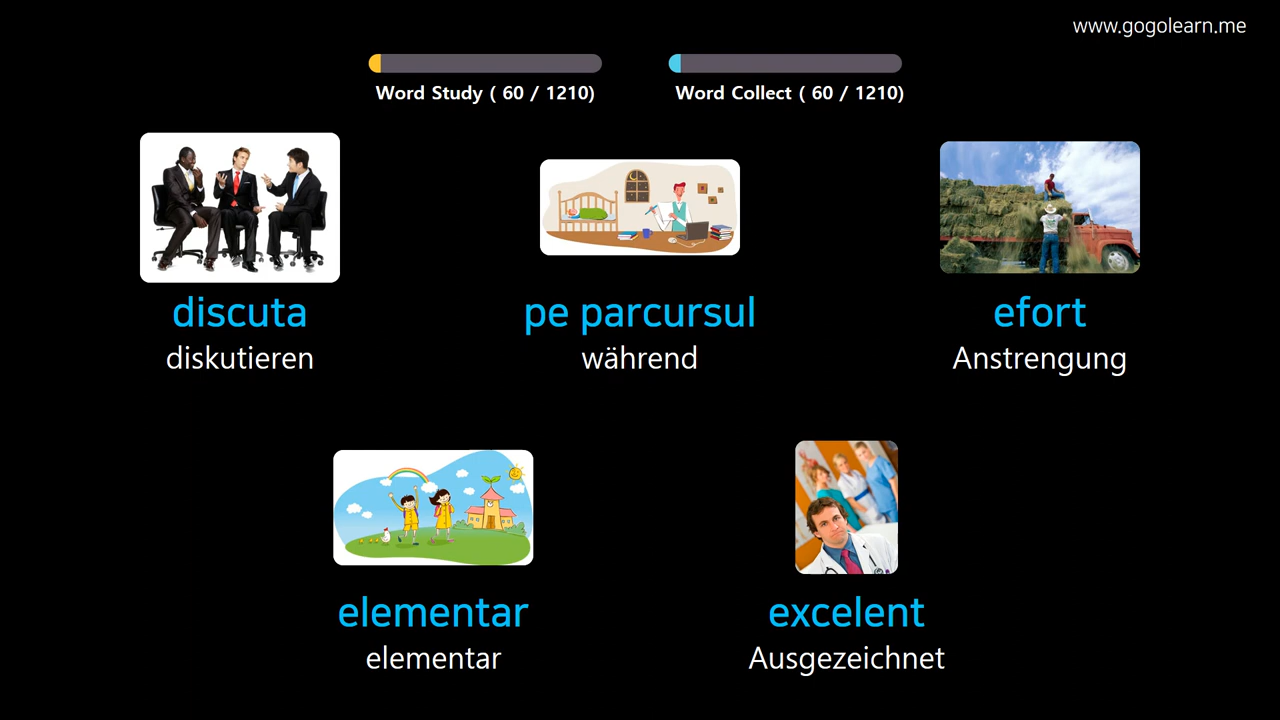 www.gogolearn.me
Word Study ( 60 / 1210)
Word Collect ( 60 / 1210)
discuta
diskutieren
pe parcursul
während
efort
Anstrengung
elementar
elementar
excelent
Ausgezeichnet